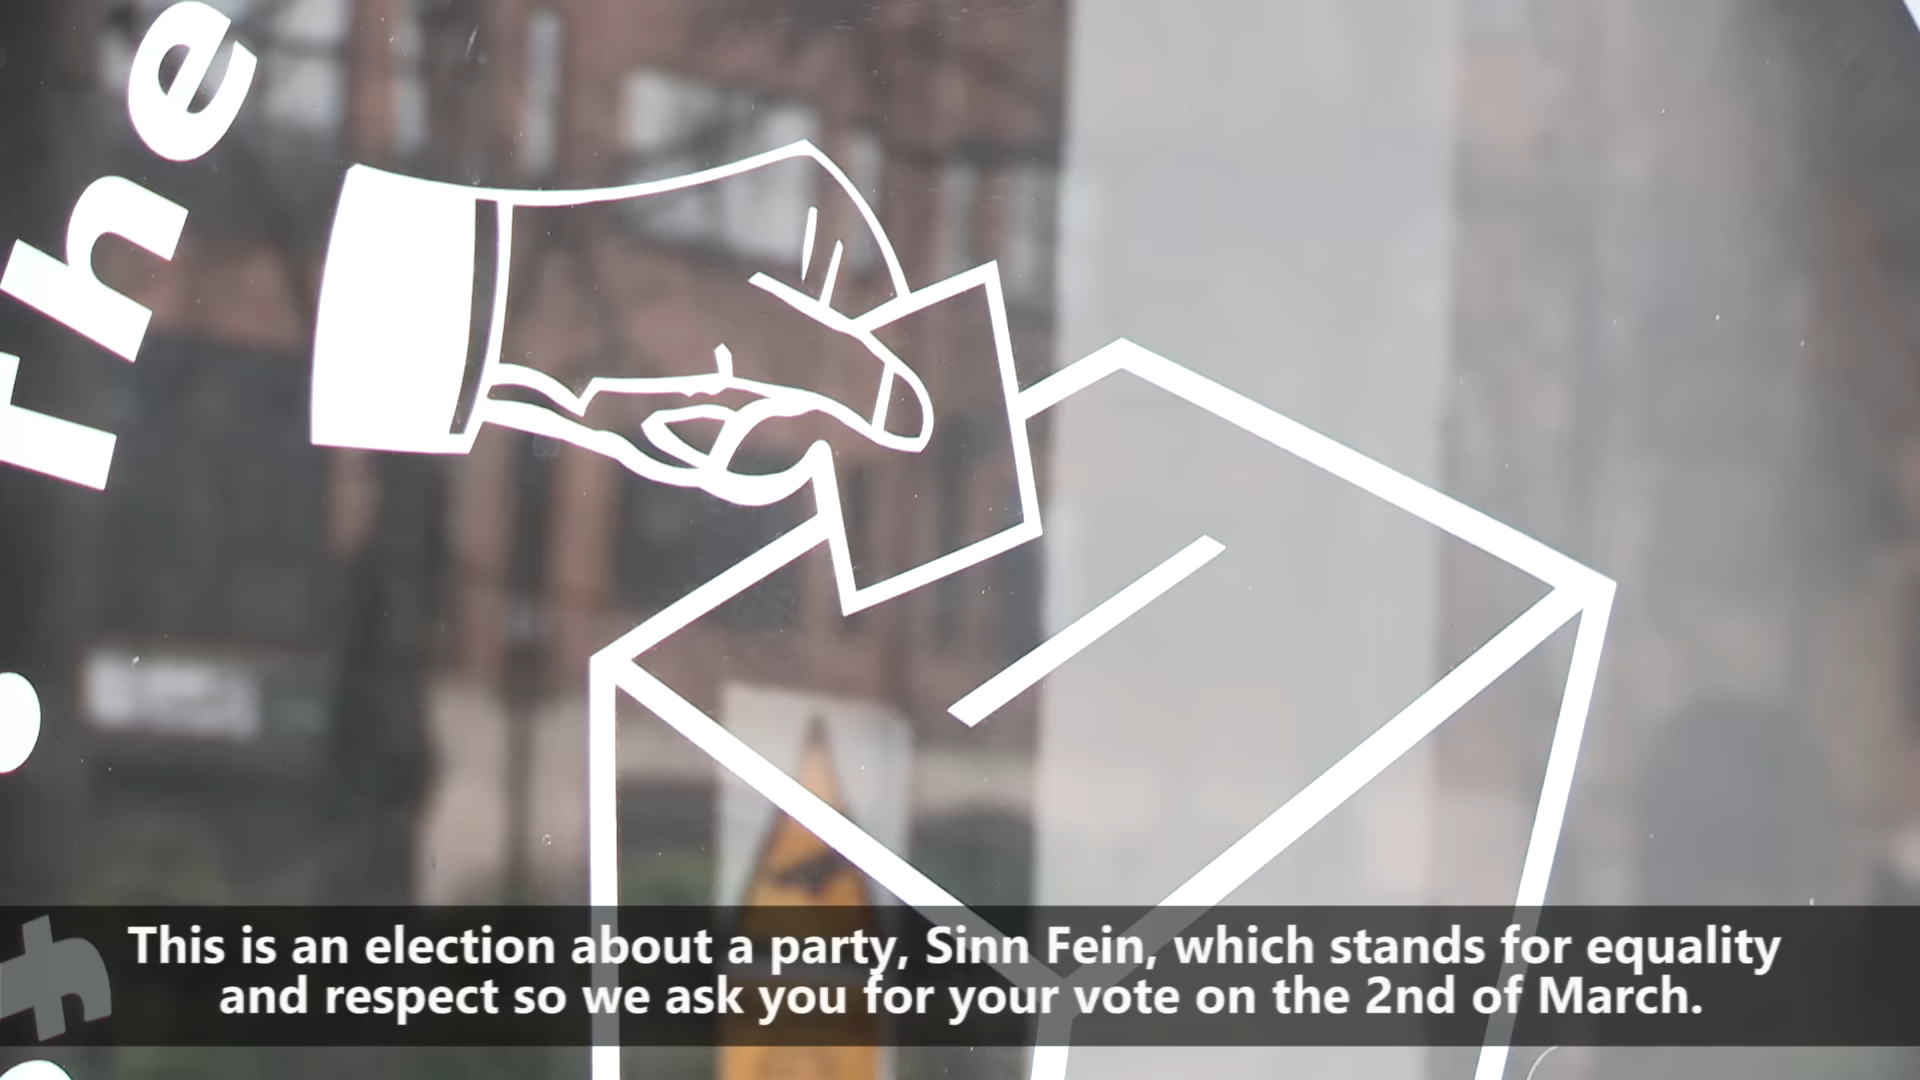 The
This is an election about a party, Sinn Fein, which stands for equality
and respect so we ask you for your vote on the 2nd of March.